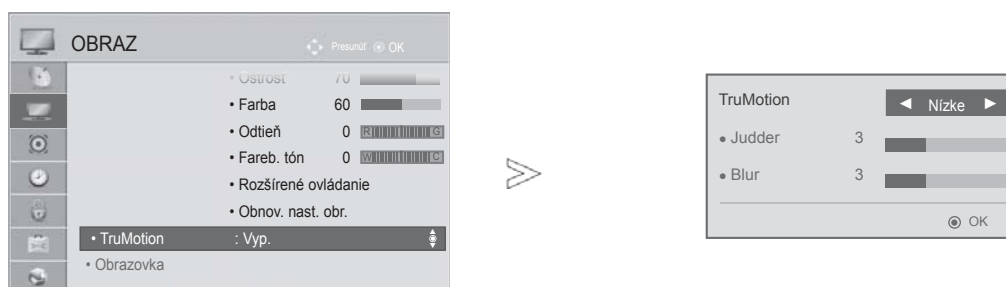 OBRAZ Presunúť OK
• Ostrosť 70
• Farba 60
• Odtieň 0 R G
• Fareb. tón 0 W C
• Rozšírené ovládanie
• Obnov. nast. obr.
• TruMotion : Vyp.
• Obrazovka
TruMotion ◄ Nízke ►
• Judder 3
• Blur 3
OK